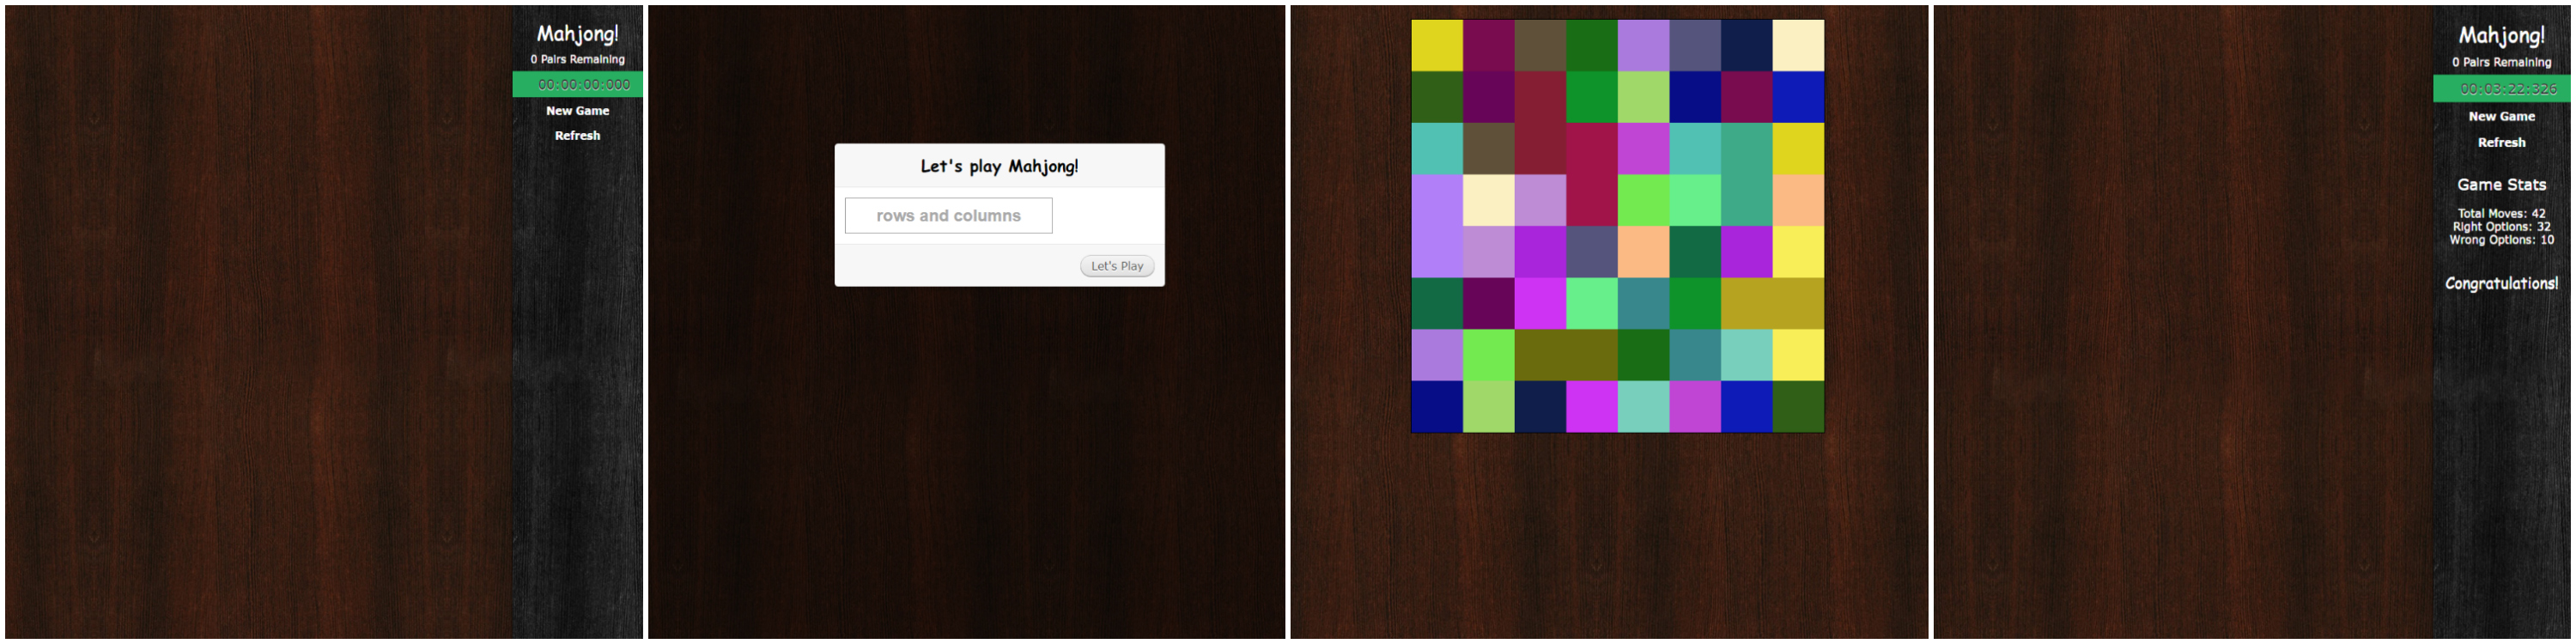 Mahjong!
0 Pairs Remaining
00:00:00:000
New Game
Refresh
Let's play Mahjong!
rows and columns
Let's Play
Mahjong!
0 Pairs Remaining
00:03:22:326
New Game
Refresh
Game Stats
Total Moves: 42
Right Options: 32
Wrong Options: 10
Congratulations!